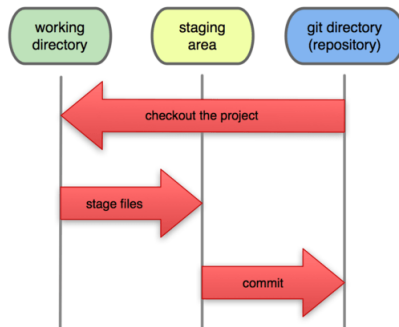 working
directory
staging
area
git directory
(repository)
checkout the project
stage files
commit